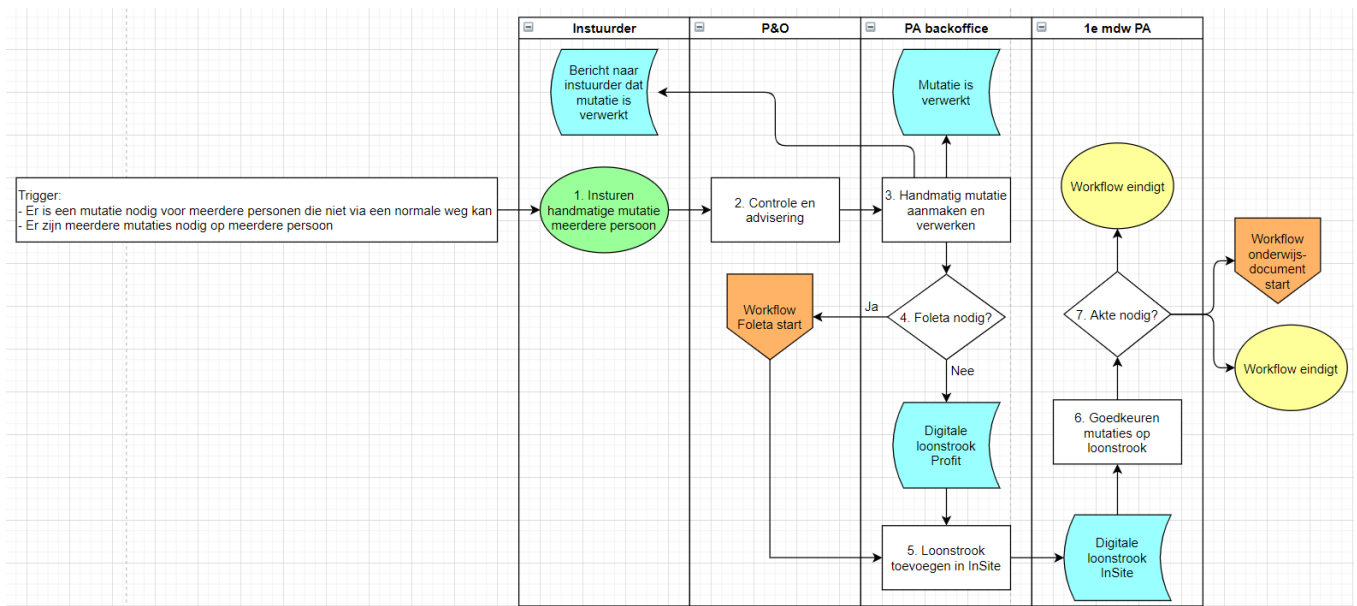 Instuurder
P&O
PA backoffice
1e mdw PA
Bericht naar
instuurder dat
mutatie is
verwerkt
Mutatie is
verwerkt
Trigger:
- Er is een mutatie nodig voor meerdere personen die niet via een normale weg kan
- Er zijn meerdere mutaties nodig op meerdere persoon
1. Insturen
handmatige mutatie
meerdere persoon
2. Controle en
advisering
3. Handmatig mutatie
aanmaken en
verwerken
Workflow eindigt
Workflow
onderwijs-
document
start
Workflow
Foleta start
Ja
4. Foleta nodig?
Nee
7. Akte nodig?
Workflow eindigt
Digitale
loonstrook
Profit
6. Goedkeuren
mutaties op
loonstrook
5. Loonstrook
toevoegen in InSite
Digitale
loonstrook
InSite